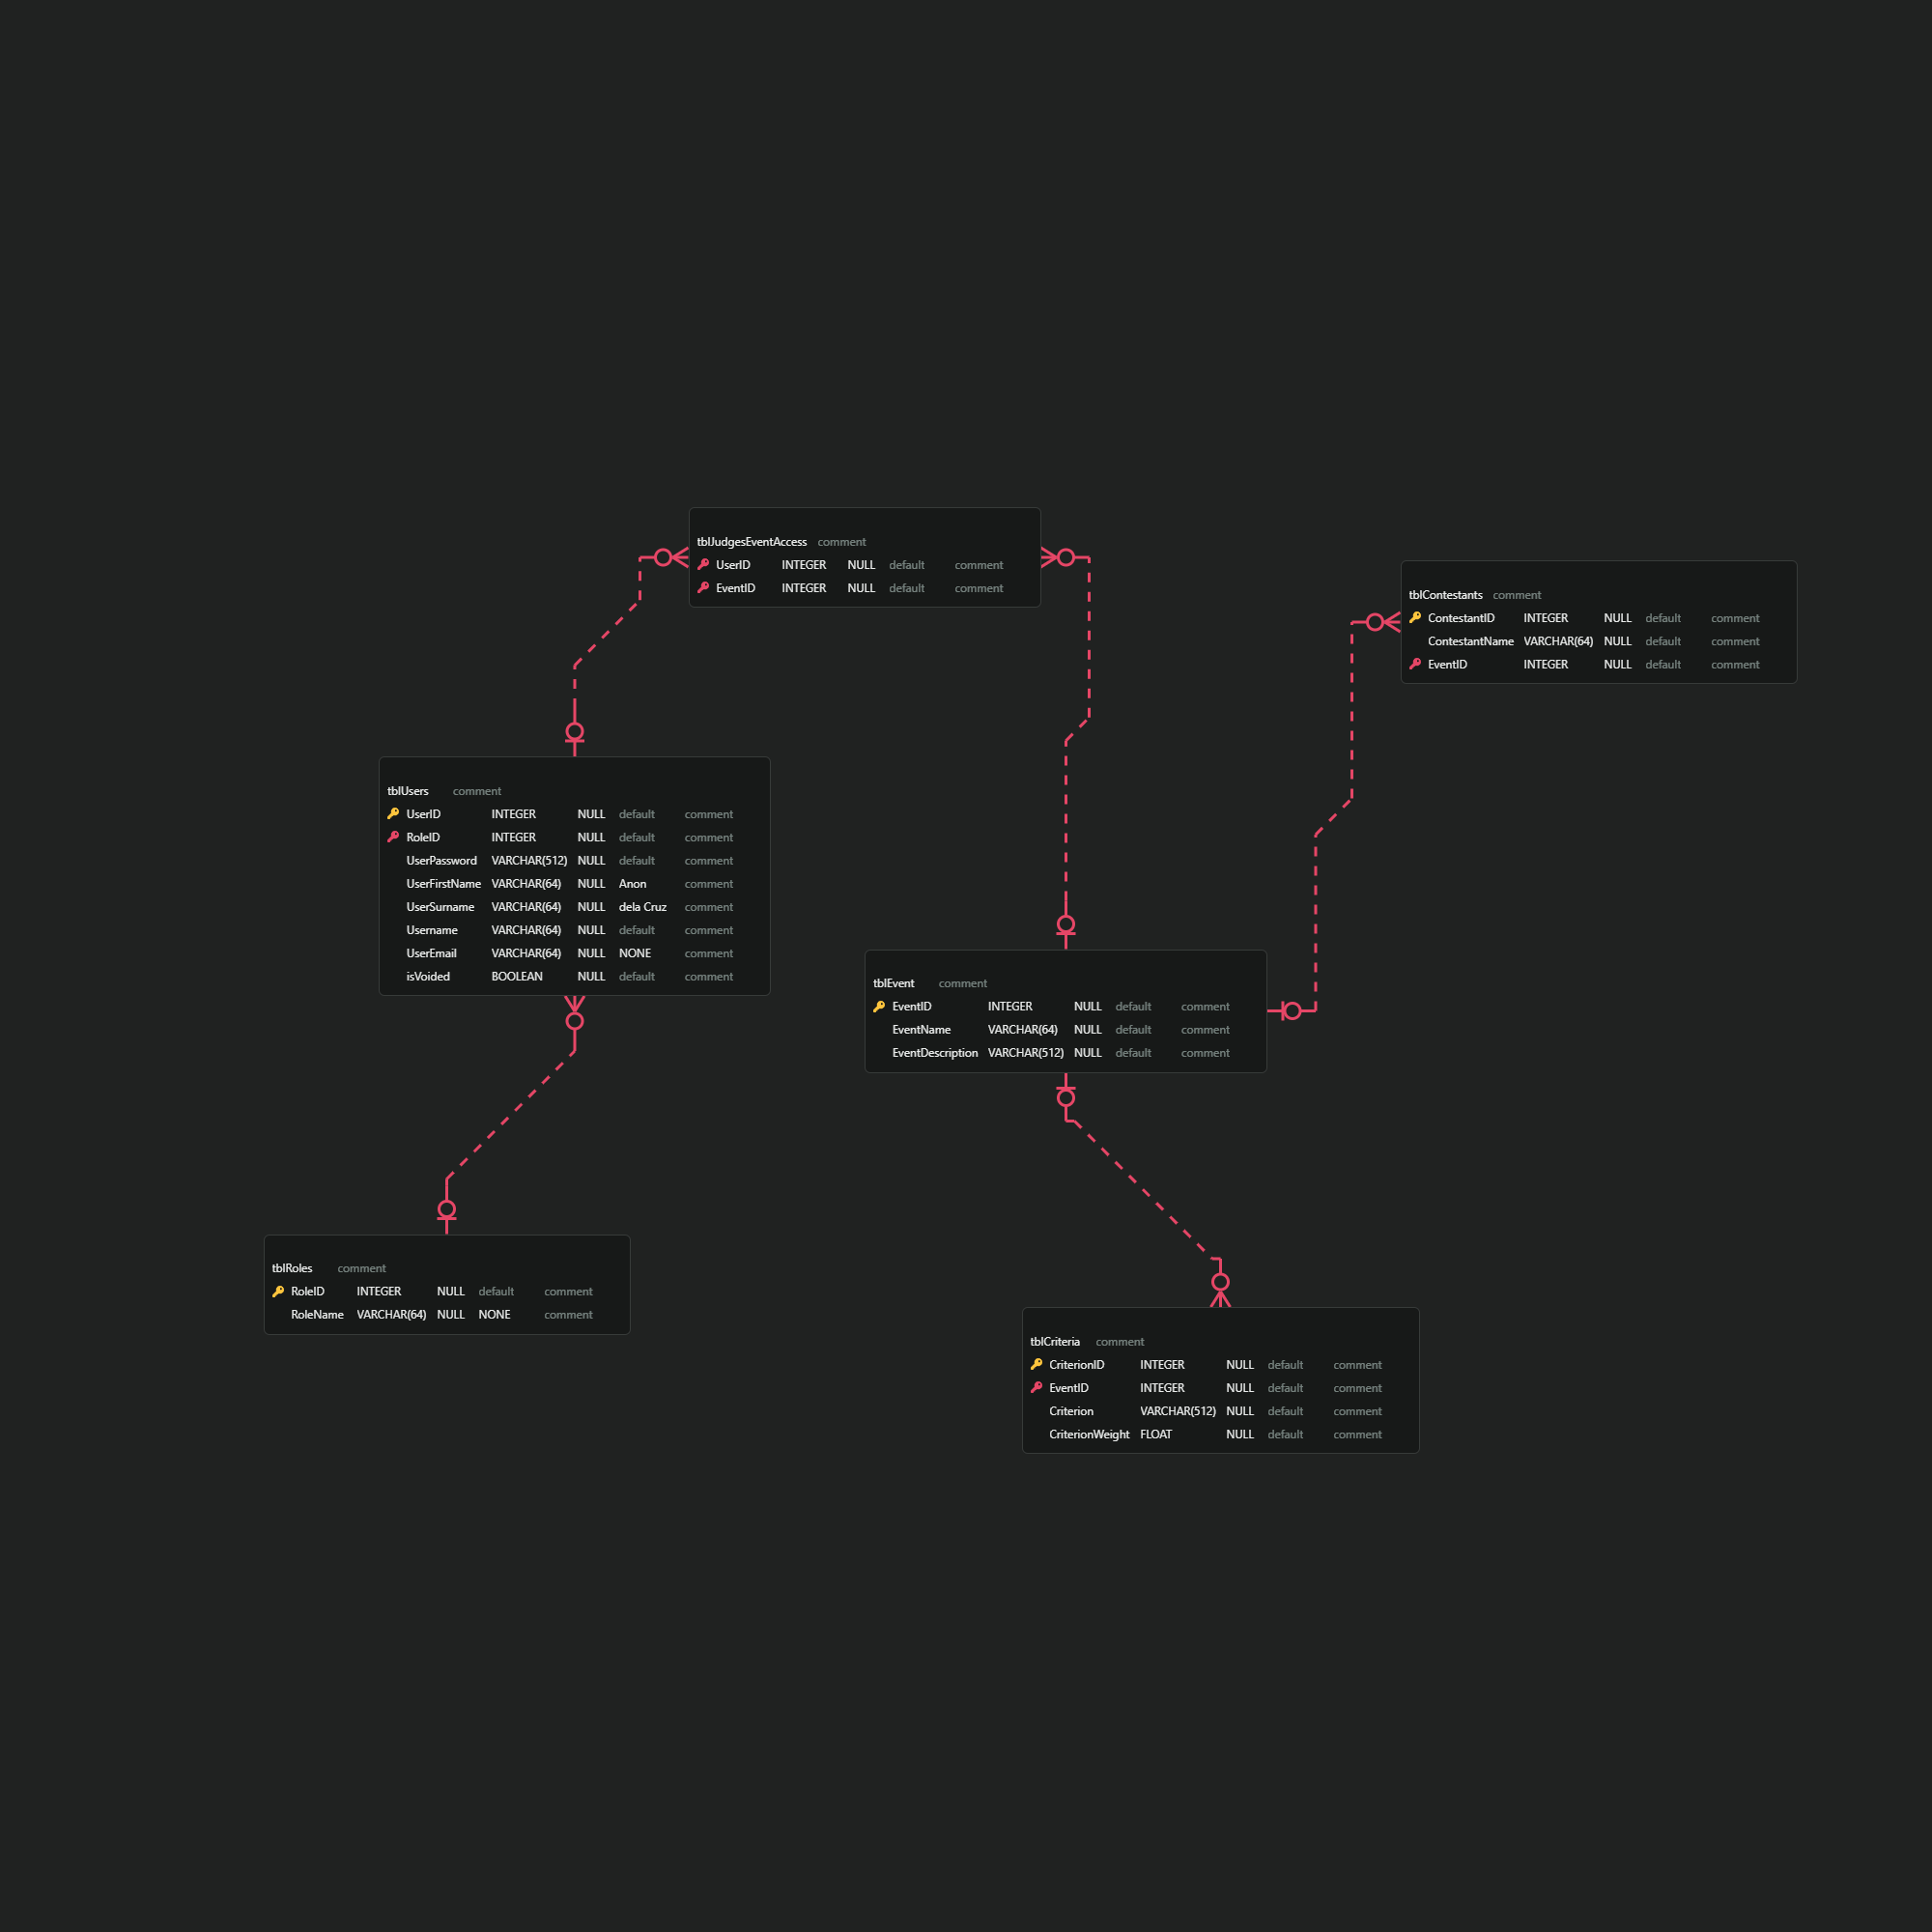 tblJudgesEventAccess comment
UserID INTEGER NULL default comment
EventID INTEGER NULL default comment
tblContestants comment
ContestantID INTEGER NULL default comment
ContestantName VARCHAR(64) NULL default comment
EventID INTEGER NULL default comment
tblUsers comment
UserID INTEGER NULL default comment
RoleID INTEGER NULL default comment
UserPassword VARCHAR(512) NULL default comment
UserFirstName VARCHAR(64) NULL Anon comment
UserSurname VARCHAR(64) NULL dela Cruz comment
Username VARCHAR(64) NULL default comment
UserEmail VARCHAR(64) NULL NONE comment
isVoided BOOLEAN NULL default comment
tblEvent comment
EventID INTEGER NULL default comment
EventName VARCHAR(64) NULL default comment
EventDescription VARCHAR(512) NULL default comment
tblRoles comment
RoleID INTEGER NULL default comment
RoleName VARCHAR(64) NULL NONE comment
tblCriteria comment
CriterionID INTEGER NULL default comment
EventID INTEGER NULL default comment
Criterion VARCHAR(512) NULL default comment
CriterionWeight FLOAT NULL default comment